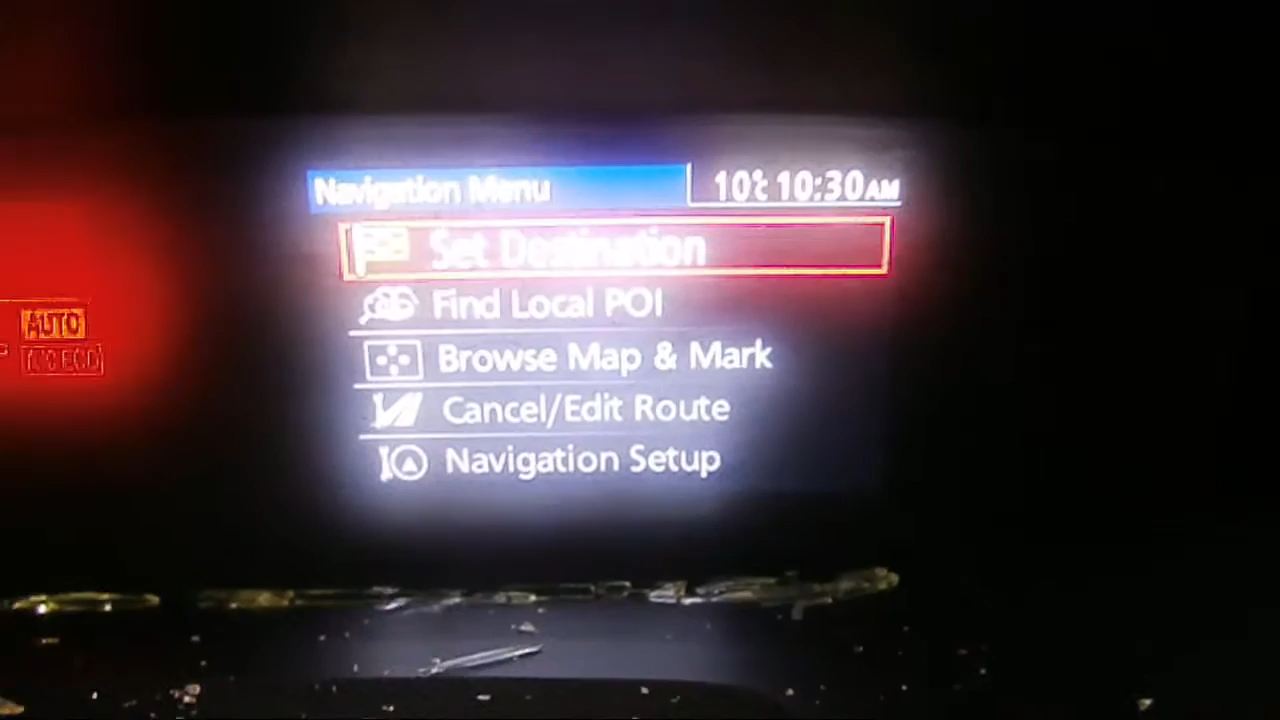 Navigation Menu
10°c 10:30AM
Set Destination
Find Local POI
Browse Map & Mark
Cancel/Edit Route
Navigation Setup
AUTO